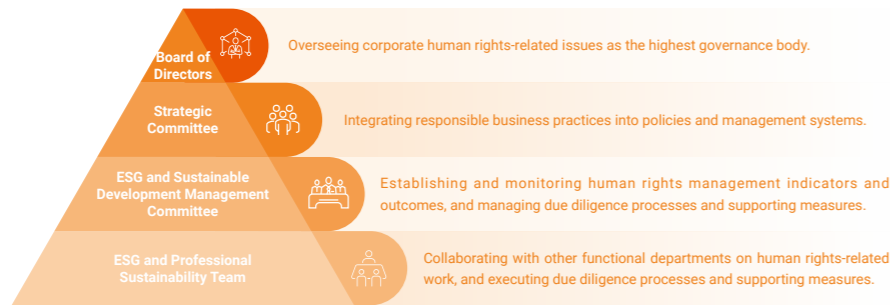 Board of
Directors
Overseeing corporate human rights-related issues as the highest governance body.
Strategic
Committee
Integrating responsible business practices into policies and management systems.
ESG and Sustainable
Development Management
Committee
Establishing and monitoring human rights management indicators and
outcomes, and managing due diligence processes and supporting measures.
ESG and Professional
Sustainability Team
Collaborating with other functional departments on human rights-related
work, and executing due diligence processes and supporting measures.